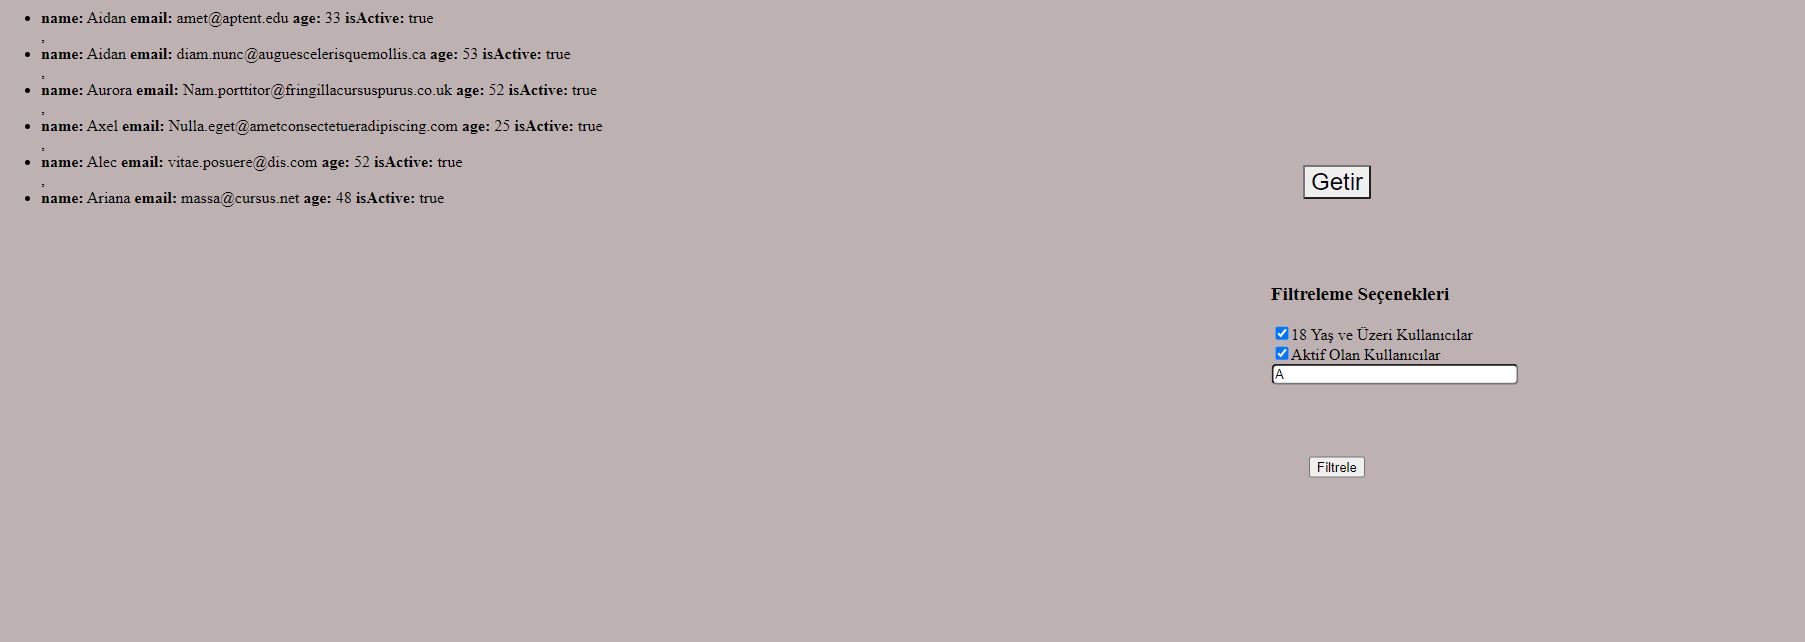 name: Aidan email: amet@aptent.edu age: 33 isActive: true
,
name: Aidan email: diam.nunc@auguescelerisquemollis.ca age: 53 isActive: true
,
name: Aurora email: Nam.porttitor@fringillacursuspurus.co.uk age: 52 isActive: true
,
name: Axel email: Nulla.eget@ametconsectetueradipiscing.com age: 25 isActive: true
,
name: Alec email: vitae.posuere@dis.com age: 52 isActive: true
,
name: Ariana email: massa@cursus.net age: 48 isActive: true
Getir
Filtreleme Seçenekleri
18 Yaş ve Üzeri Kullanıcılar
Aktif Olan Kullanıcılar
A
Filtrele